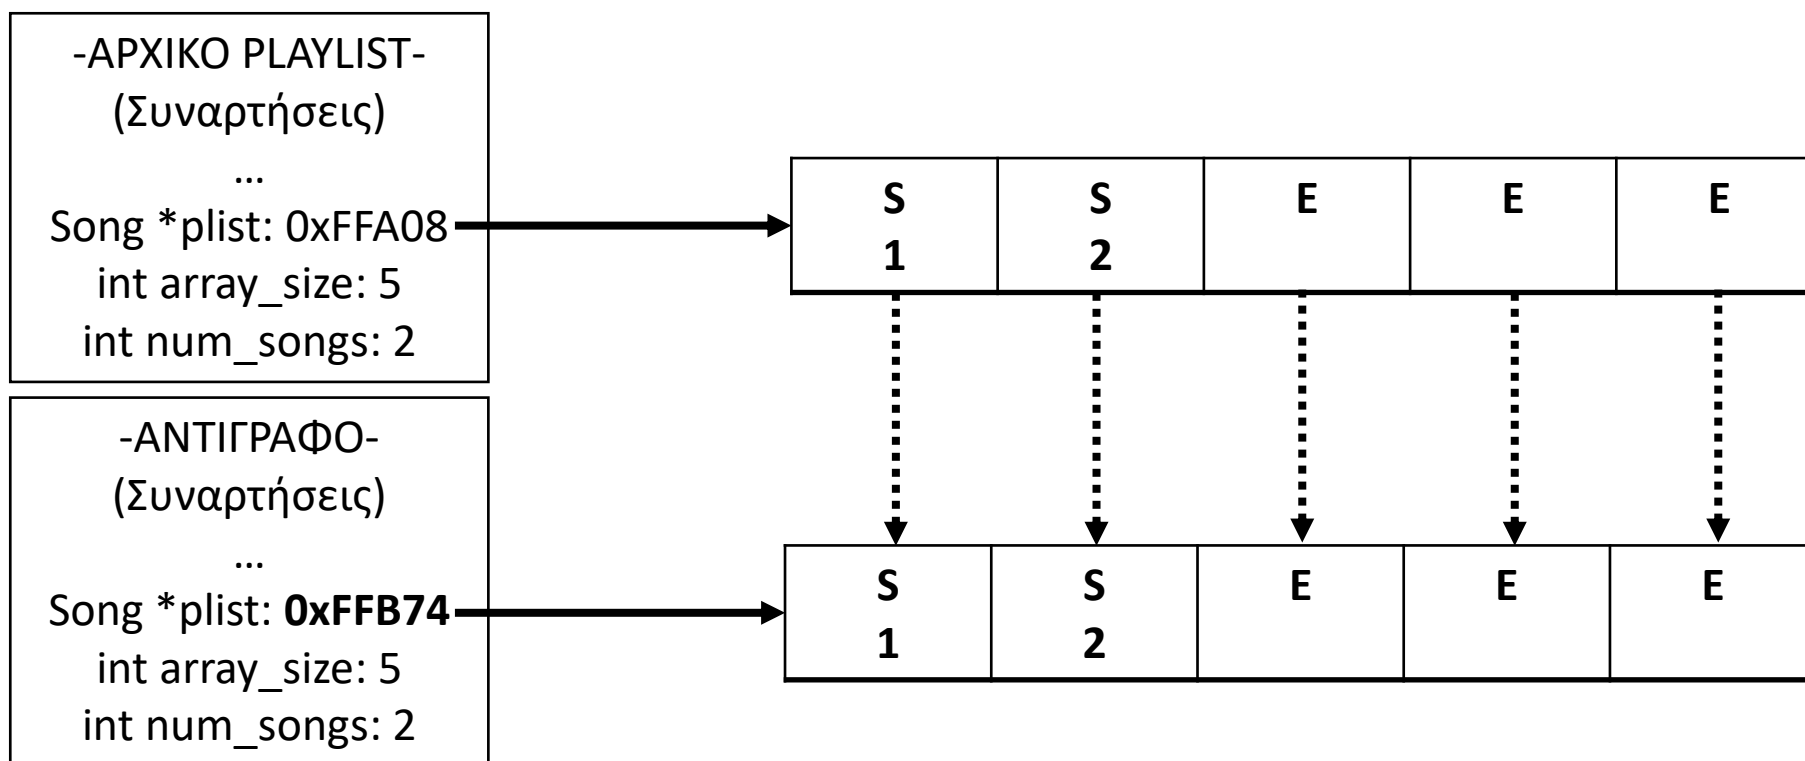 -ΑΡΧΙΚΟ PLAYLIST-
(Συναρτήσεις)
...
Song *plist: 0xFFA08
int array_size: 5
int num_songs: 2
S S E E E
1 2
-ΑΝΤΙΓΡΑΦΟ-
(Συναρτήσεις)
...
Song *plist: 0xFFB74
int array_size: 5
int num_songs: 2
S S E E E
1 2